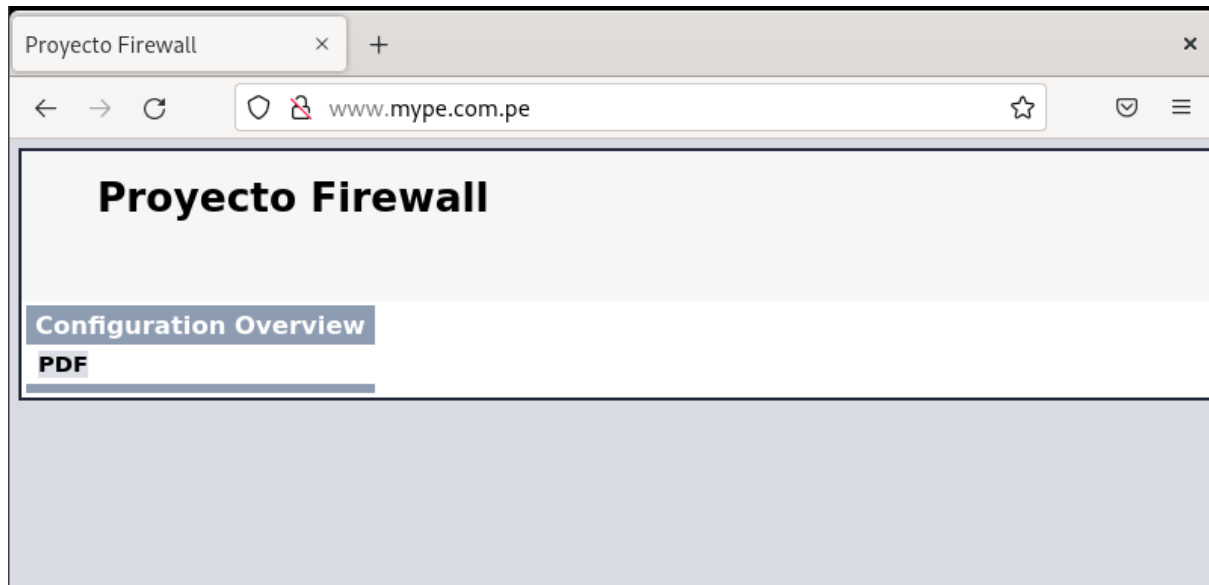 Proyecto Firewall
www.mype.com.pe
Proyecto Firewall
Configuration Overview
PDF